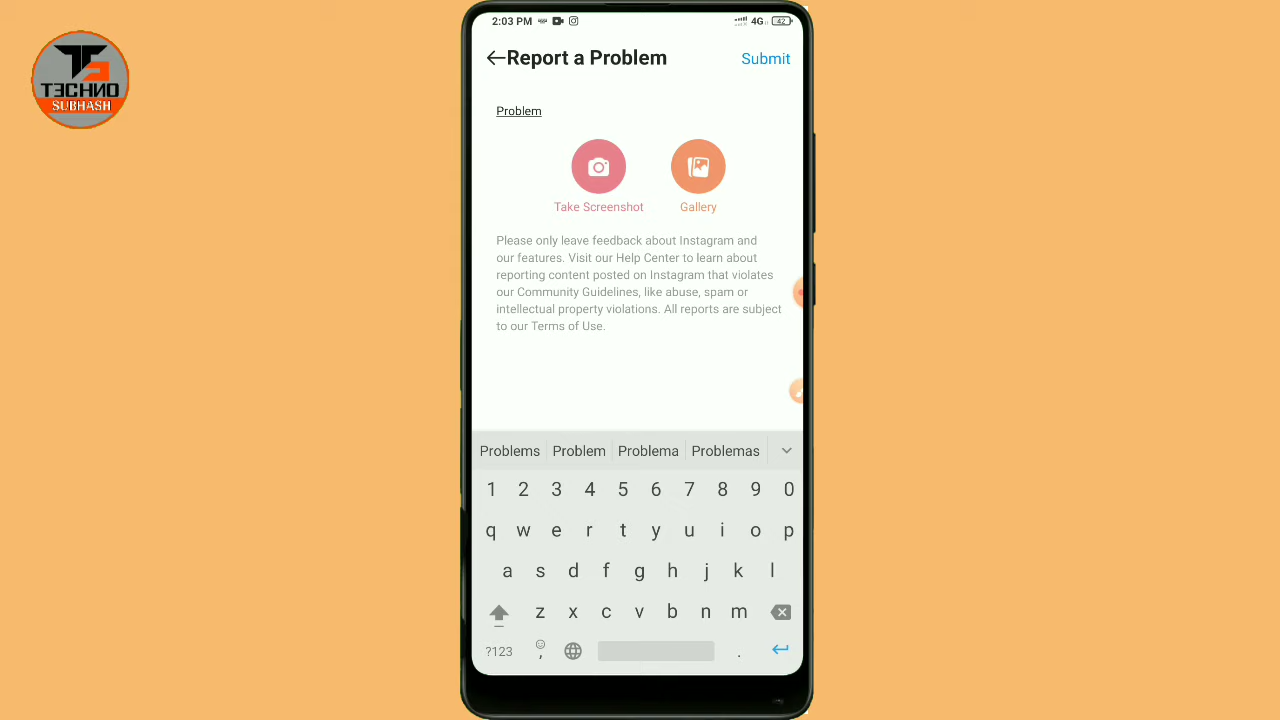 TECHNO
SUBHASH
2:03 PM
4G
42
Report a Problem
Submit
Problem
Take Screenshot
Gallery
Please only leave feedback about Instagram and
our features. Visit our Help Center to learn about
reporting content posted on Instagram that violates
our Community Guidelines, like abuse, spam or
intellectual property violations. All reports are subject
to our Terms of Use.
Problems Problem Problema Problemas
1 2 3 4 5 6 7 8 9 0
q w e r t y u i o p
a s d f g h j k l
z x c v b n m
?123 , .